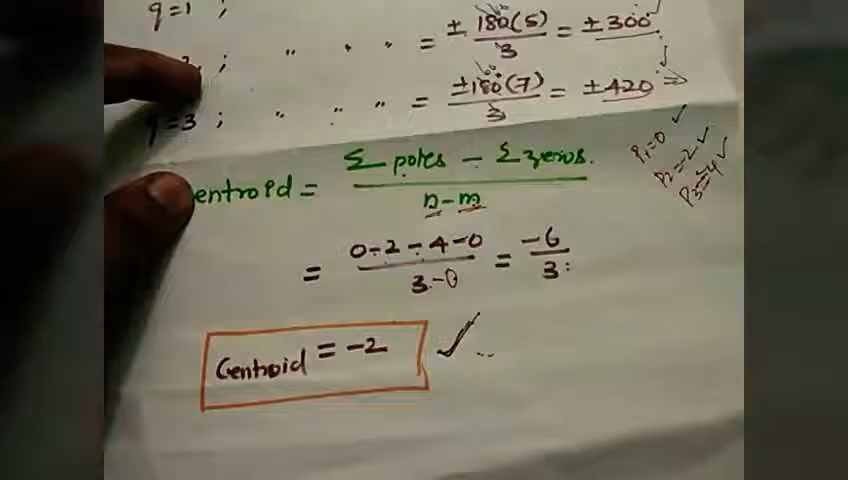 q=1 ; = ± 180(5)/3 = ±300°
; " " " = ±180(7)/3 = ±420° ⇒
q=3 ; " " "
P₁=0 ✓
P₂=-2 ✓
P₃=-4 ✓
entroid = Σ poles - Σ zeros. / n-m
= 0-2-4-0 / 3-0 = -6/3
Centroid = -2 ✓